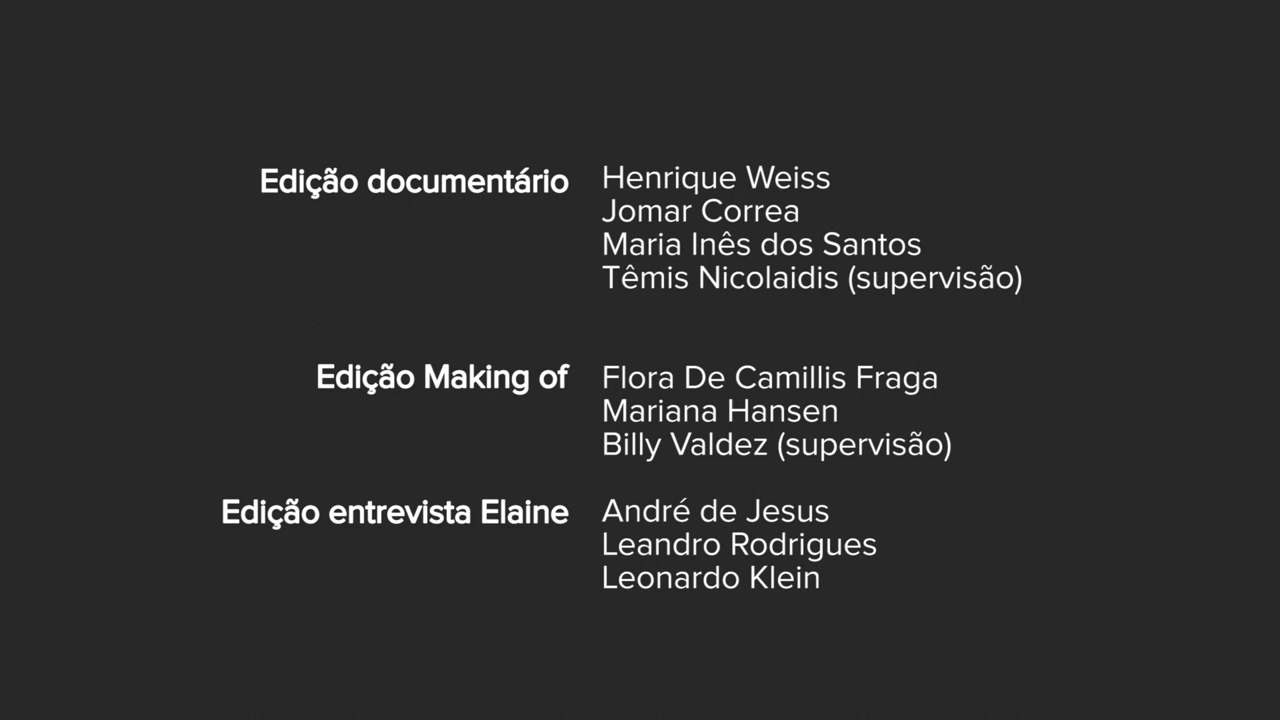 Edição documentário Henrique Weiss
Jomar Correa
Maria Inês dos Santos
Têmis Nicolaidis (supervisão)
Edição Making of Flora De Camillis Fraga
Mariana Hansen
Billy Valdez (supervisão)
Edição entrevista Elaine André de Jesus
Leandro Rodrigues
Leonardo Klein